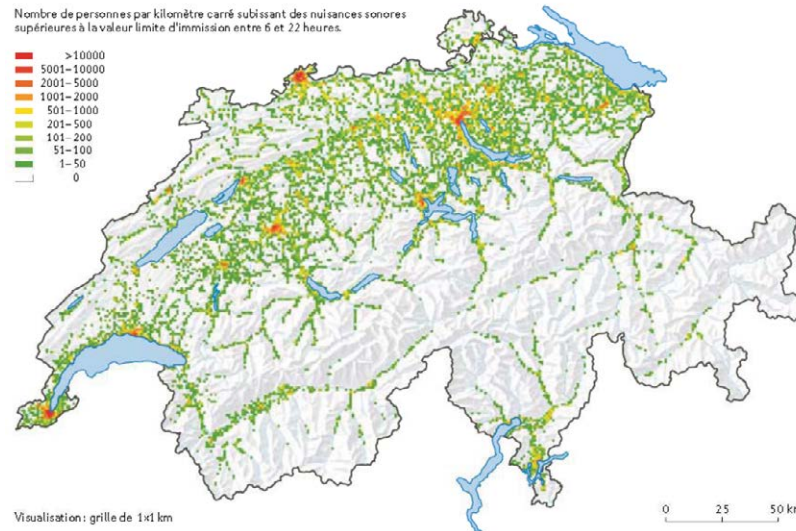 Nombre de personnes par kilomètre carré subissant des nuisances sonores
supérieures à la valeur limite d'immission entre 6 et 22 heures.
>10000
5001–10000
2001–5000
1001–2000
501–1000
201–500
101–200
51–100
1–50
0
Visualisation: grille de 1x1 km
0 25 50 km